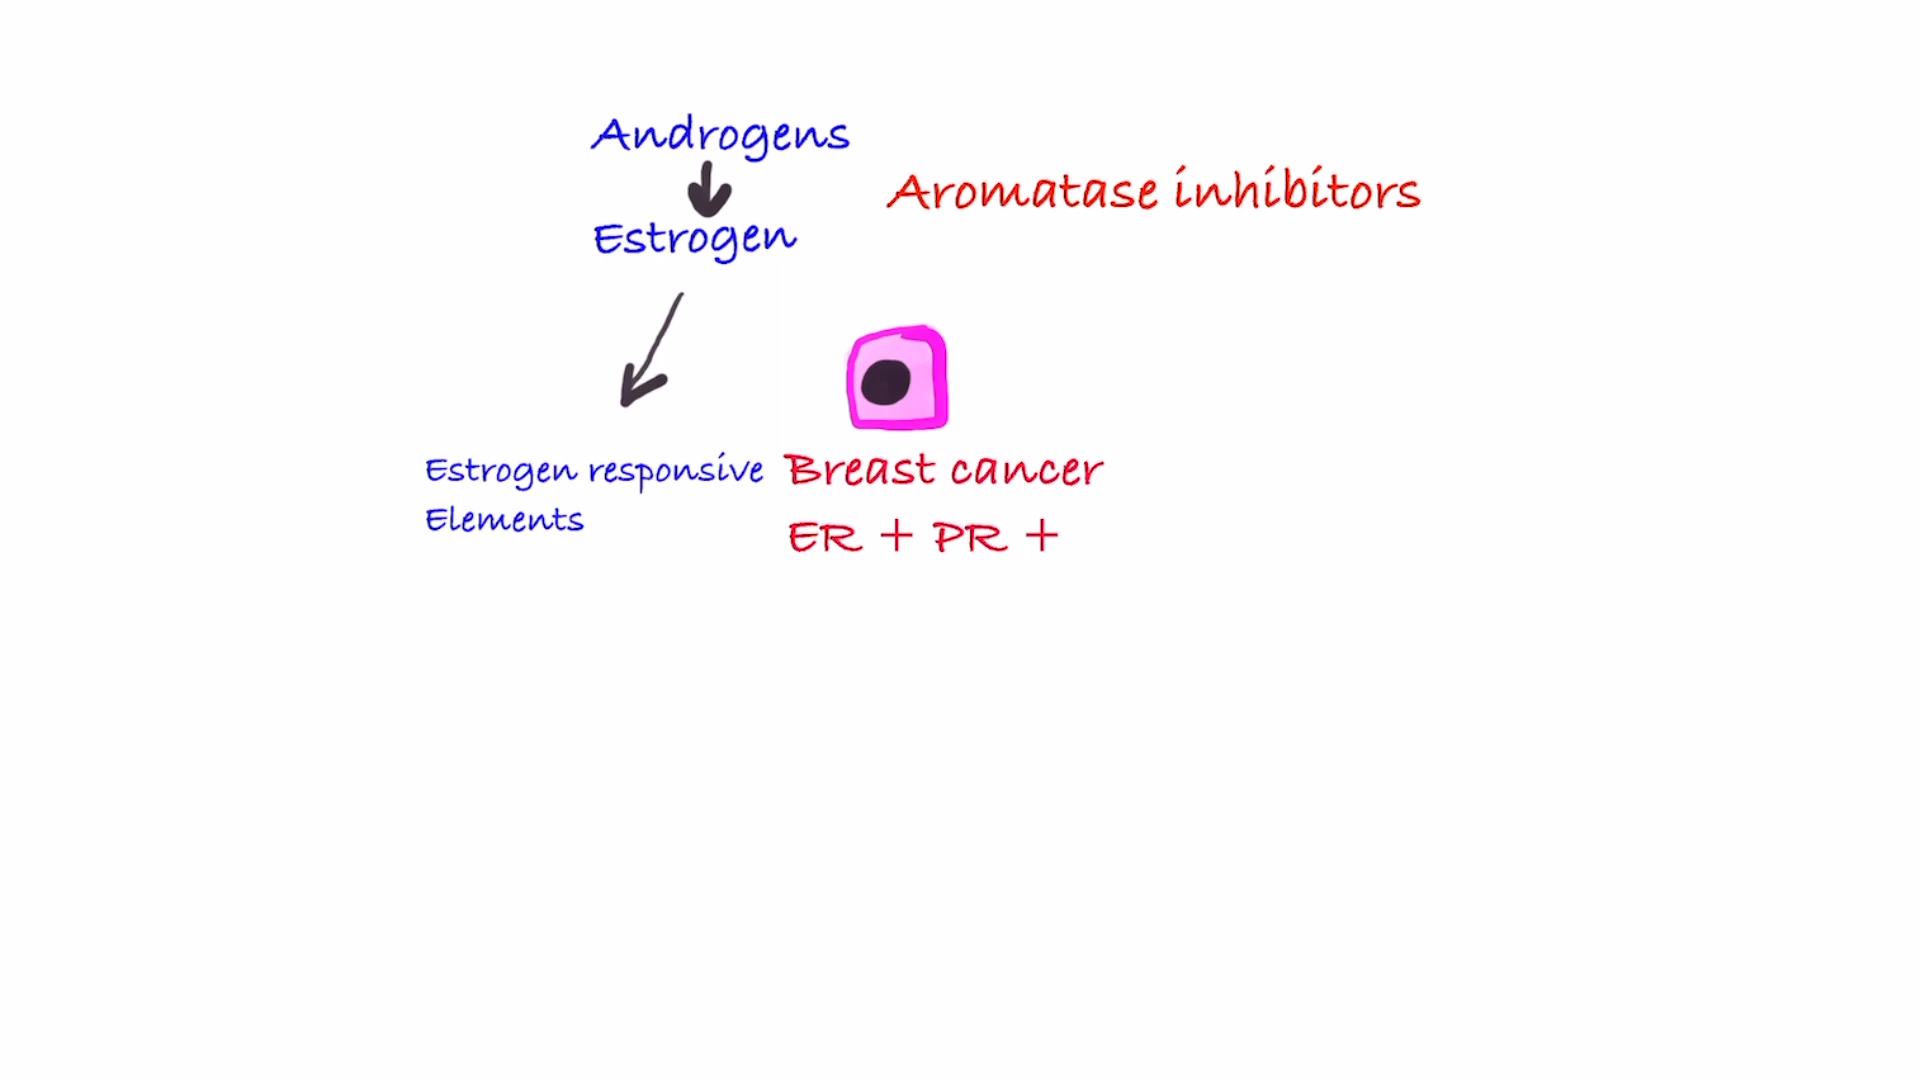 Androgens
Aromatase inhibitors
Estrogen
Estrogen responsive
Elements
Breast cancer
ER + PR +